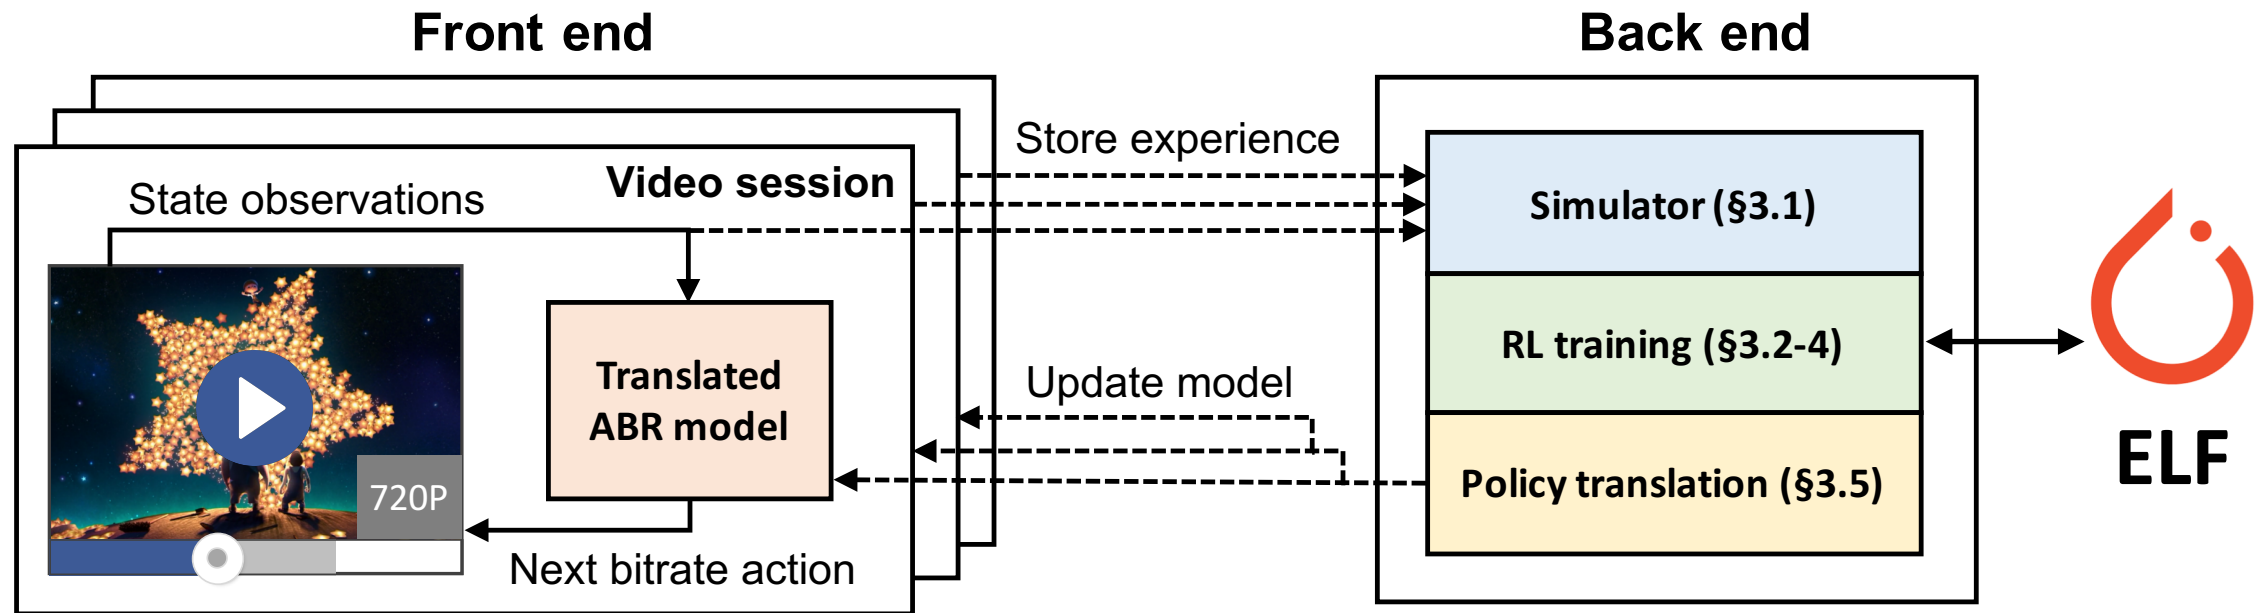 Front end
Back end
Store experience
Video session
State observations
Simulator (§3.1)
Translated
ABR model
RL training (§3.2-4)
Update model
ELF
Policy translation (§3.5)
720P
Next bitrate action